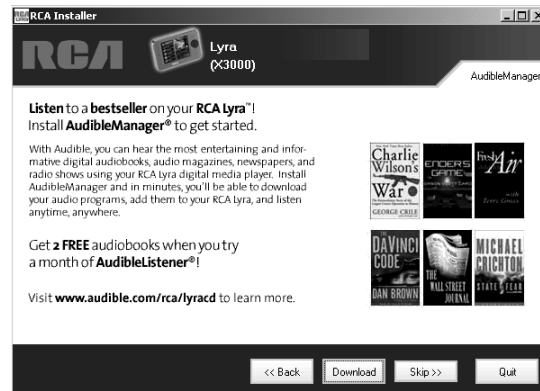 RCA Installer
RCA
Lyra
(X3000)
AudibleManager
Listen to a bestseller on your RCA Lyra™!
Install AudibleManager® to get started.
With Audible, you can hear the most entertaining and infor-
mative digital audiobooks, audio magazines, newspapers, and
radio shows using your RCA Lyra digital media player. Install
AudibleManager and in minutes, you'll be able to download
your audio programs, add them to your RCA Lyra, and listen
anytime, anywhere.
Get 2 FREE audiobooks when you try
a month of AudibleListener®!
Visit www.audible.com/rca/lyracd to learn more.
Charlie
Wilson's
War
GEORGE CRILE
ENDER'S
GAME
Fresh Air
with
Terry Gross
DAVINCI
CODE
DAN BROWN
THE
WALL STREET
JOURNAL
MICHAEL
CRICHTON
STATE FEAR
<< Back
Download
Skip >>
Quit